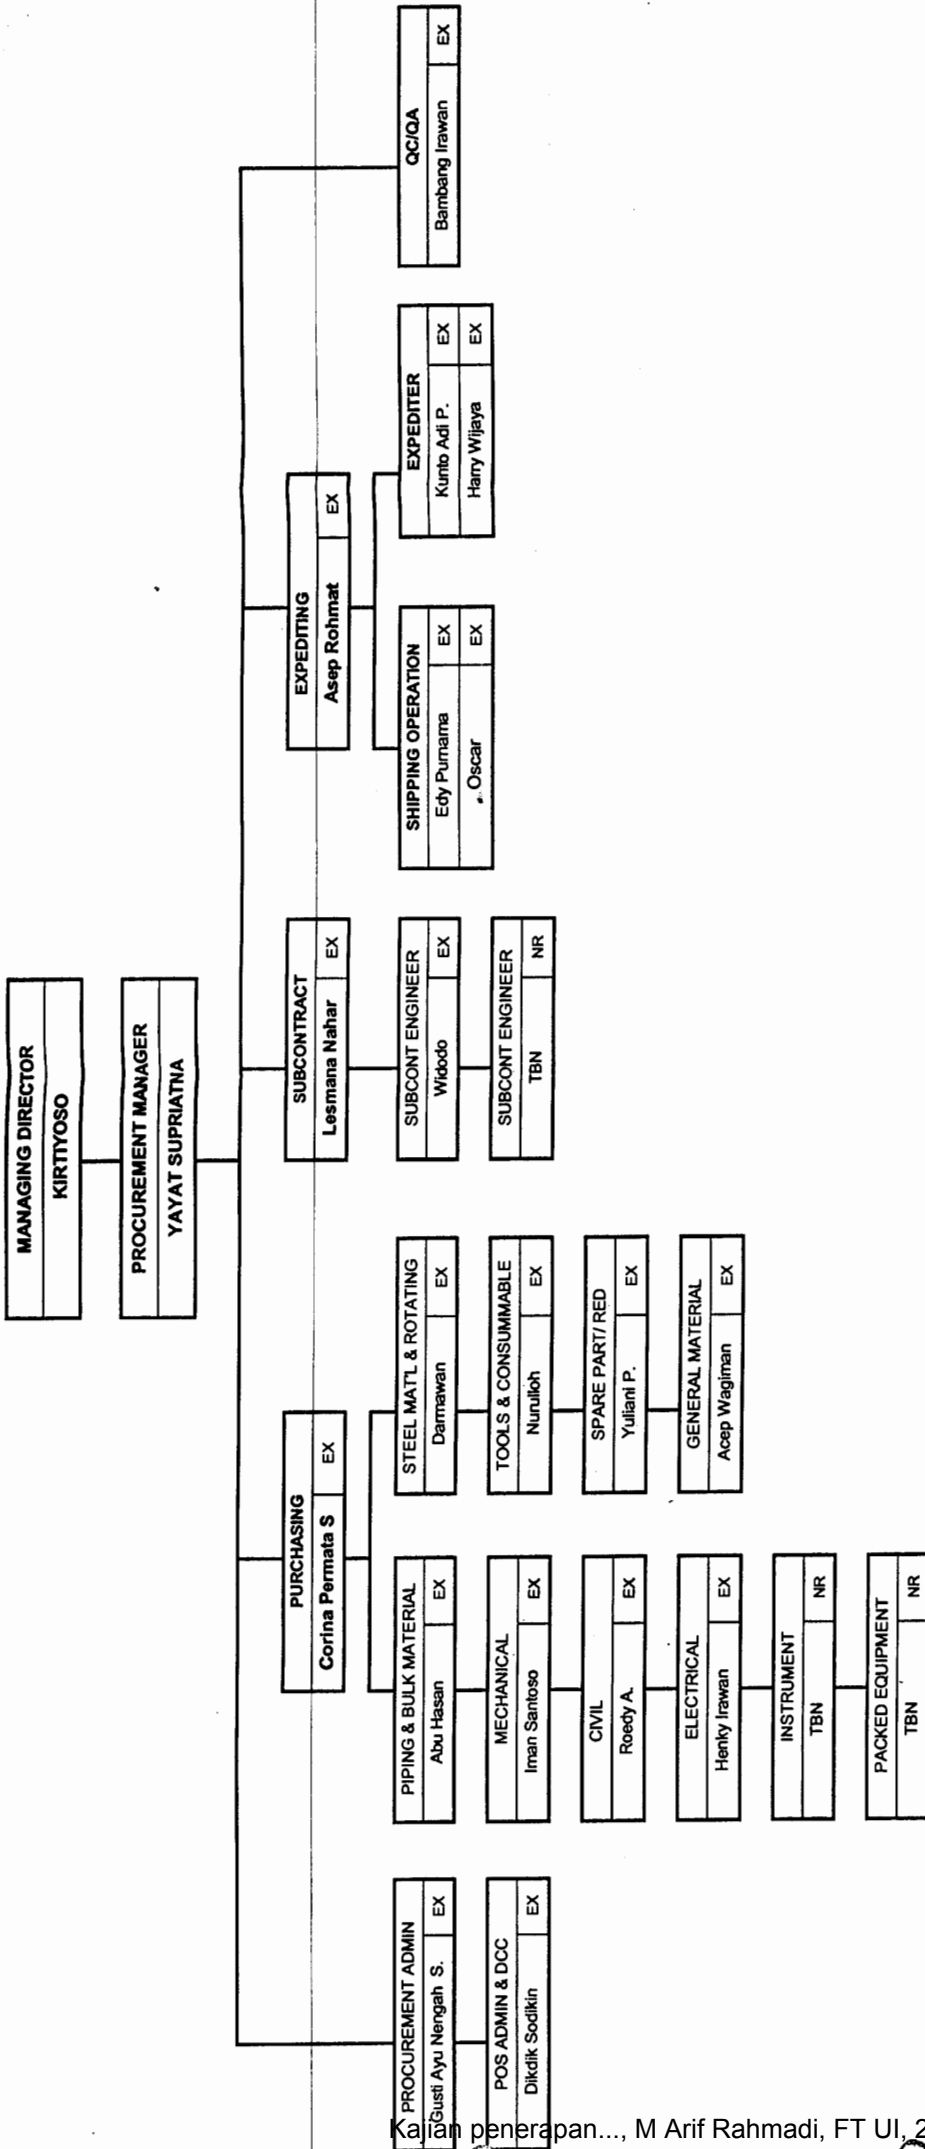 MANAGING DIRECTOR
KIRTIYOSO
PROCUREMENT MANAGER
YAYAT SUPRIATNA
PROCUREMENT ADMIN
Gusti Ayu Nengah S. EX
POS ADMIN & DCC
Dikdik Sodikin EX
PURCHASING
Corina Permata S EX
PIPING & BULK MATERIAL
Abu Hasan EX
MECHANICAL
Iman Santoso EX
CIVIL
Roedy A. EX
ELECTRICAL
Henky Irawan EX
INSTRUMENT
TBN NR
PACKED EQUIPMENT
TBN NR
STEEL MAT'L & ROTATING
Darmawan EX
TOOLS & CONSUMMABLE
Nurulloh EX
SPARE PART/ RED
Yuliani P. EX
GENERAL MATERIAL
Acep Wagiman EX
SUBCONTRACT
Lesmana Nahar EX
SUBCONT ENGINEER
Widodo EX
SUBCONT ENGINEER
TBN NR
EXPEDITING
Asep Rohmat EX
SHIPPING OPERATION
Edy Purnama EX
Oscar EX
EXPEDITER
Kunto Adi P. EX
Harry Wijaya EX
QC/QA
Bambang Irawan EX
Kajian penerapan..., M Arif Rahmadi, FT UI, 2